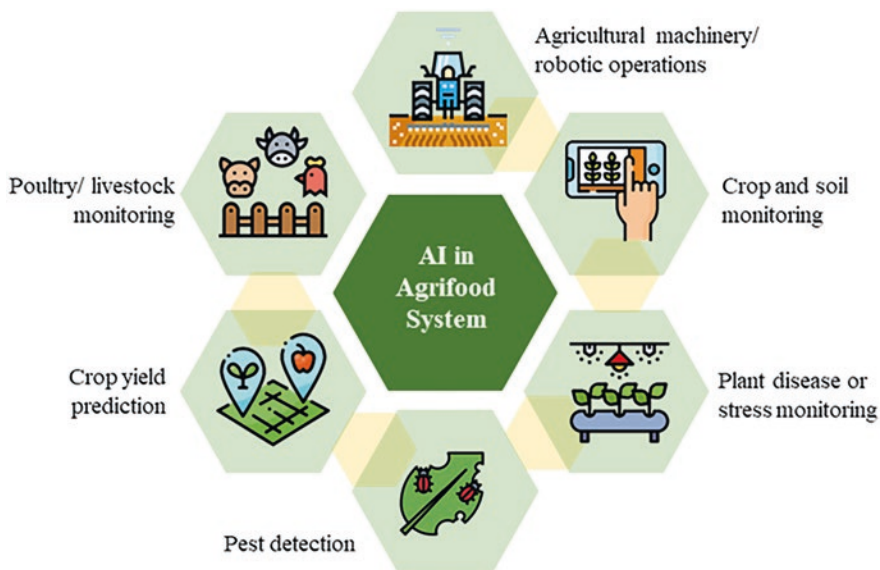 Agricultural machinery/
robotic operations
Poultry/ livestock
monitoring
Crop and soil
monitoring
AI in
Agrifood
System
Crop yield
prediction
Plant disease or
stress monitoring
Pest detection